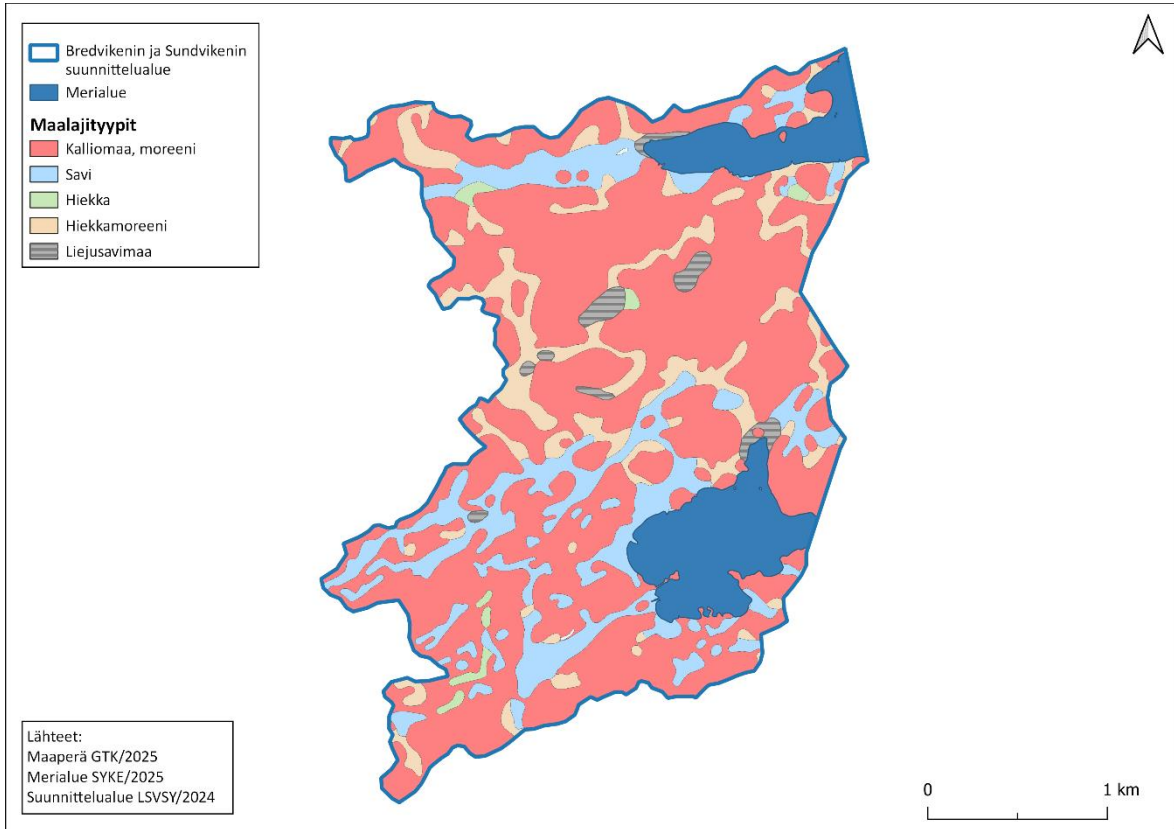 Bredvikenin ja Sundvikenin
suunnittelualue
Merialue
Maalajityypit
Kalliomaa, moreeni
Savi
Hiekka
Hiekkamoreeni
Liejusavimaa
Lähteet:
Maaperä GTK/2025
Merialue SYKE/2025
Suunnittelualue LSVSY/2024
0 1 km